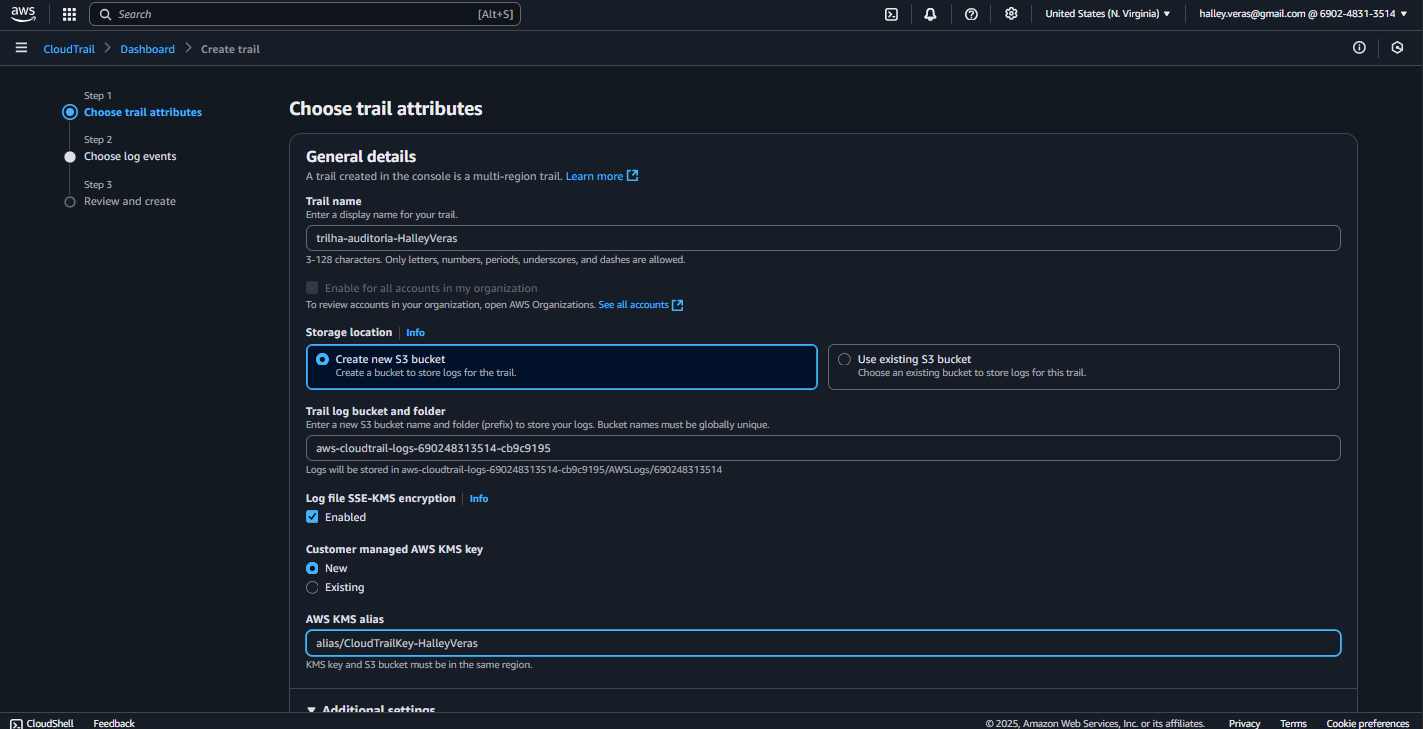 aws
Search [Alt+S]
United States (N. Virginia)
halley.veras@gmail.com @ 6902-4831-3514
CloudTrail
Dashboard
Create trail
Step 1
Choose trail attributes
Step 2
Choose log events
Step 3
Review and create
Choose trail attributes
General details
A trail created in the console is a multi-region trail. Learn more
Trail name
Enter a display name for your trail.
trilha-auditoria-HalleyVeras
3-128 characters. Only letters, numbers, periods, underscores, and dashes are allowed.
Enable for all accounts in my organization
To review accounts in your organization, open AWS Organizations. See all accounts
Storage location Info
Create new S3 bucket
Create a bucket to store logs for the trail.
Use existing S3 bucket
Choose an existing bucket to store logs for this trail.
Trail log bucket and folder
Enter a new S3 bucket name and folder (prefix) to store your logs. Bucket names must be globally unique.
aws-cloudtrail-logs-690248313514-cb9c9195
Logs will be stored in aws-cloudtrail-logs-690248313514-cb9c9195/AWSLogs/690248313514
Log file SSE-KMS encryption Info
Enabled
Customer managed AWS KMS key
New
Existing
AWS KMS alias
alias/CloudTrailKey-HalleyVeras
KMS key and S3 bucket must be in the same region.
Additional settings
CloudShell
Feedback
© 2025, Amazon Web Services, Inc. or its affiliates.
Privacy
Terms
Cookie preferences